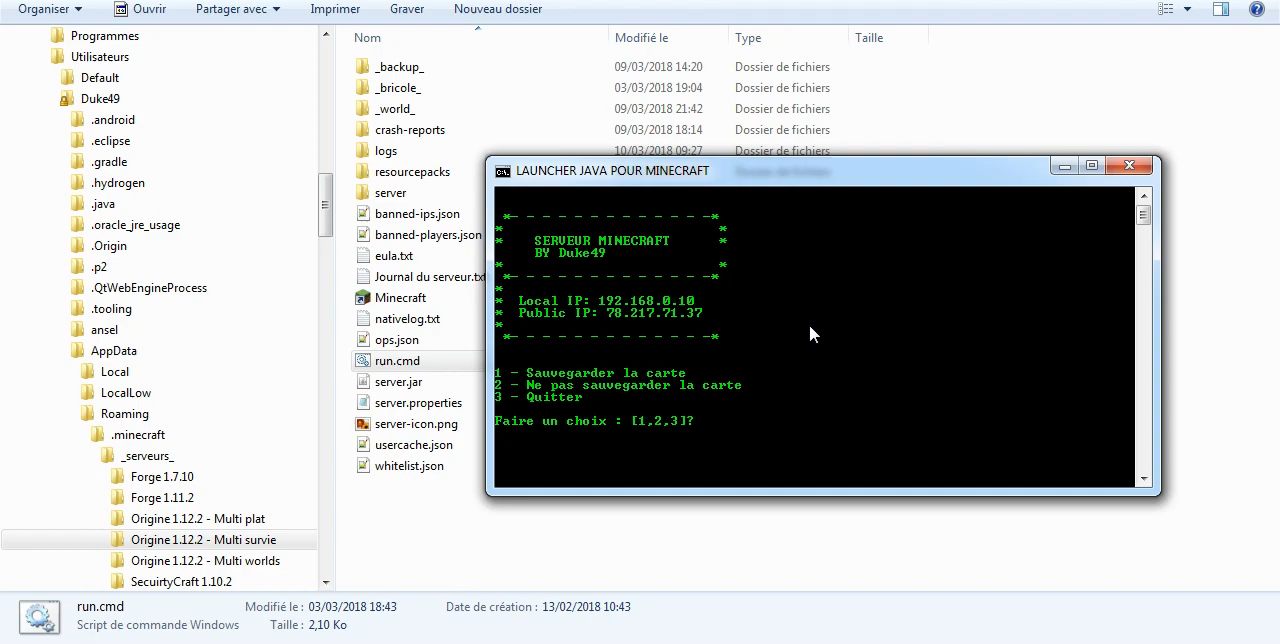 Organiser Ouvrir Partager avec Imprimer Graver Nouveau dossier
Programmes
Utilisateurs
Default
Duke49
.android
.eclipse
.gradle
.hydrogen
.java
.oracle_jre_usage
.Origin
.p2
.QtWebEngineProcess
.tooling
ansel
AppData
Local
LocalLow
Roaming
.minecraft
_serveurs_
Forge 1.7.10
Forge 1.11.2
Origine 1.12.2 - Multi plat
Origine 1.12.2 - Multi survie
Origine 1.12.2 - Multi worlds
SecuirtyCraft 1.10.2
Nom Modifié le Type Taille
_backup_ 09/03/2018 14:20 Dossier de fichiers
_bricole_ 03/03/2018 19:04 Dossier de fichiers
_world_ 09/03/2018 21:42 Dossier de fichiers
crash-reports 09/03/2018 18:14 Dossier de fichiers
logs 10/03/2018 09:27 Dossier de fichiers
resourcepacks
server
banned-ips.json
banned-players.json
eula.txt
Journal du serveur.txt
Minecraft
nativelog.txt
ops.json
run.cmd
server.jar
server.properties
server-icon.png
usercache.json
whitelist.json
C:\. LAUNCHER JAVA POUR MINECRAFT
*- - - - - - - - - - - - -*
* *
* SERVEUR MINECRAFT *
BY Duke49
* *
*- - - - - - - - - - - - -*
*
* Local IP: 192.168.0.10
* Public IP: 78.217.71.37
*
*- - - - - - - - - - - - -*
1 - Sauvegarder la carte
2 - Ne pas sauvegarder la carte
3 - Quitter
Faire un choix : [1,2,3]?
run.cmd Modifié le : 03/03/2018 18:43 Date de création : 13/02/2018 10:43
Script de commande Windows Taille : 2,10 Ko